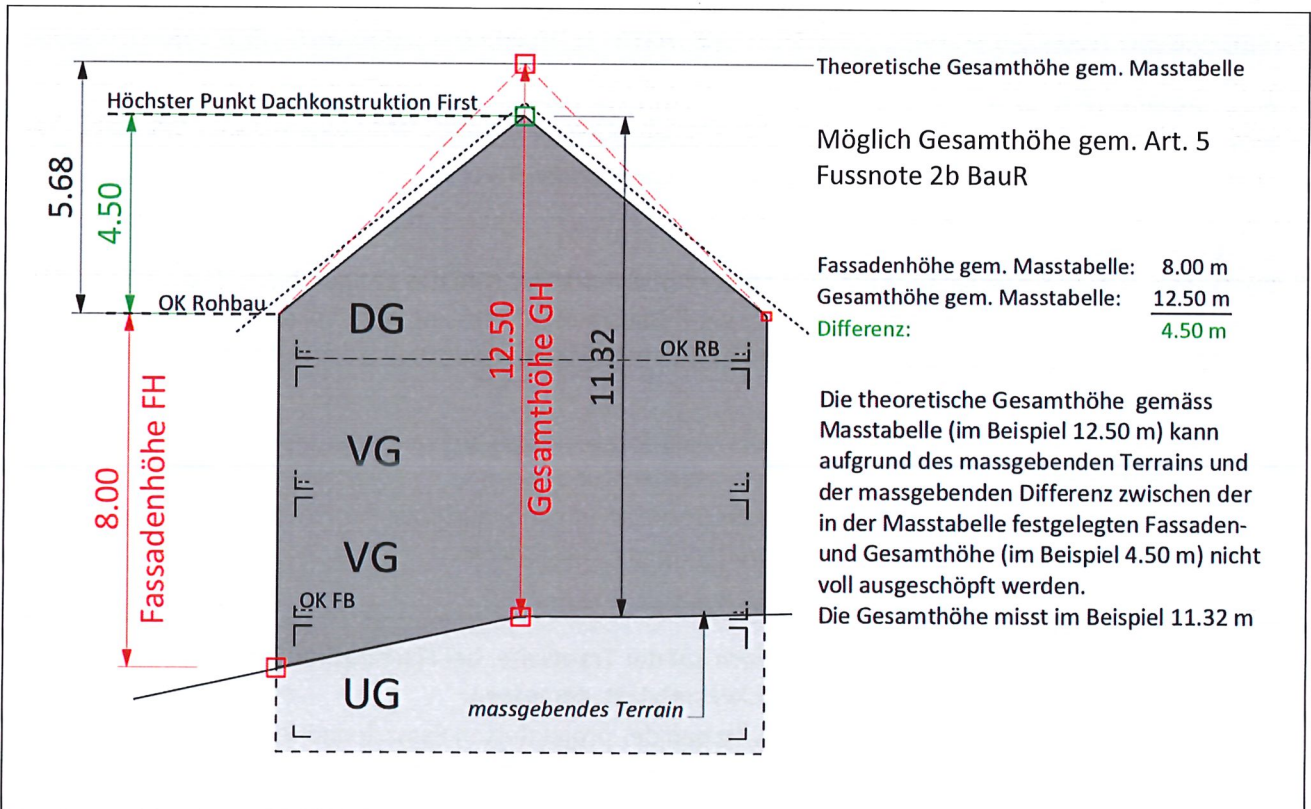 Theoretische Gesamthöhe gem. Masstabelle
Höchster Punkt Dachkonstruktion First
Möglich Gesamthöhe gem. Art. 5
Fussnote 2b BauR
5.68
4.50
Fassadenhöhe gem. Masstabelle: 8.00 m
Gesamthöhe gem. Masstabelle: 12.50 m
Differenz: 4.50 m
OK Rohbau
DG
OK RB
12.50
Gesamthöhe GH
11.32
8.00
Fassadenhöhe FH
VG
VG
OK FB
UG
massgebendes Terrain
Die theoretische Gesamthöhe gemäss
Masstabelle (im Beispiel 12.50 m) kann
aufgrund des massgebenden Terrains und
der massgebenden Differenz zwischen der
in der Masstabelle festgelegten Fassaden-
und Gesamthöhe (im Beispiel 4.50 m) nicht
voll ausgeschöpft werden.
Die Gesamthöhe misst im Beispiel 11.32 m